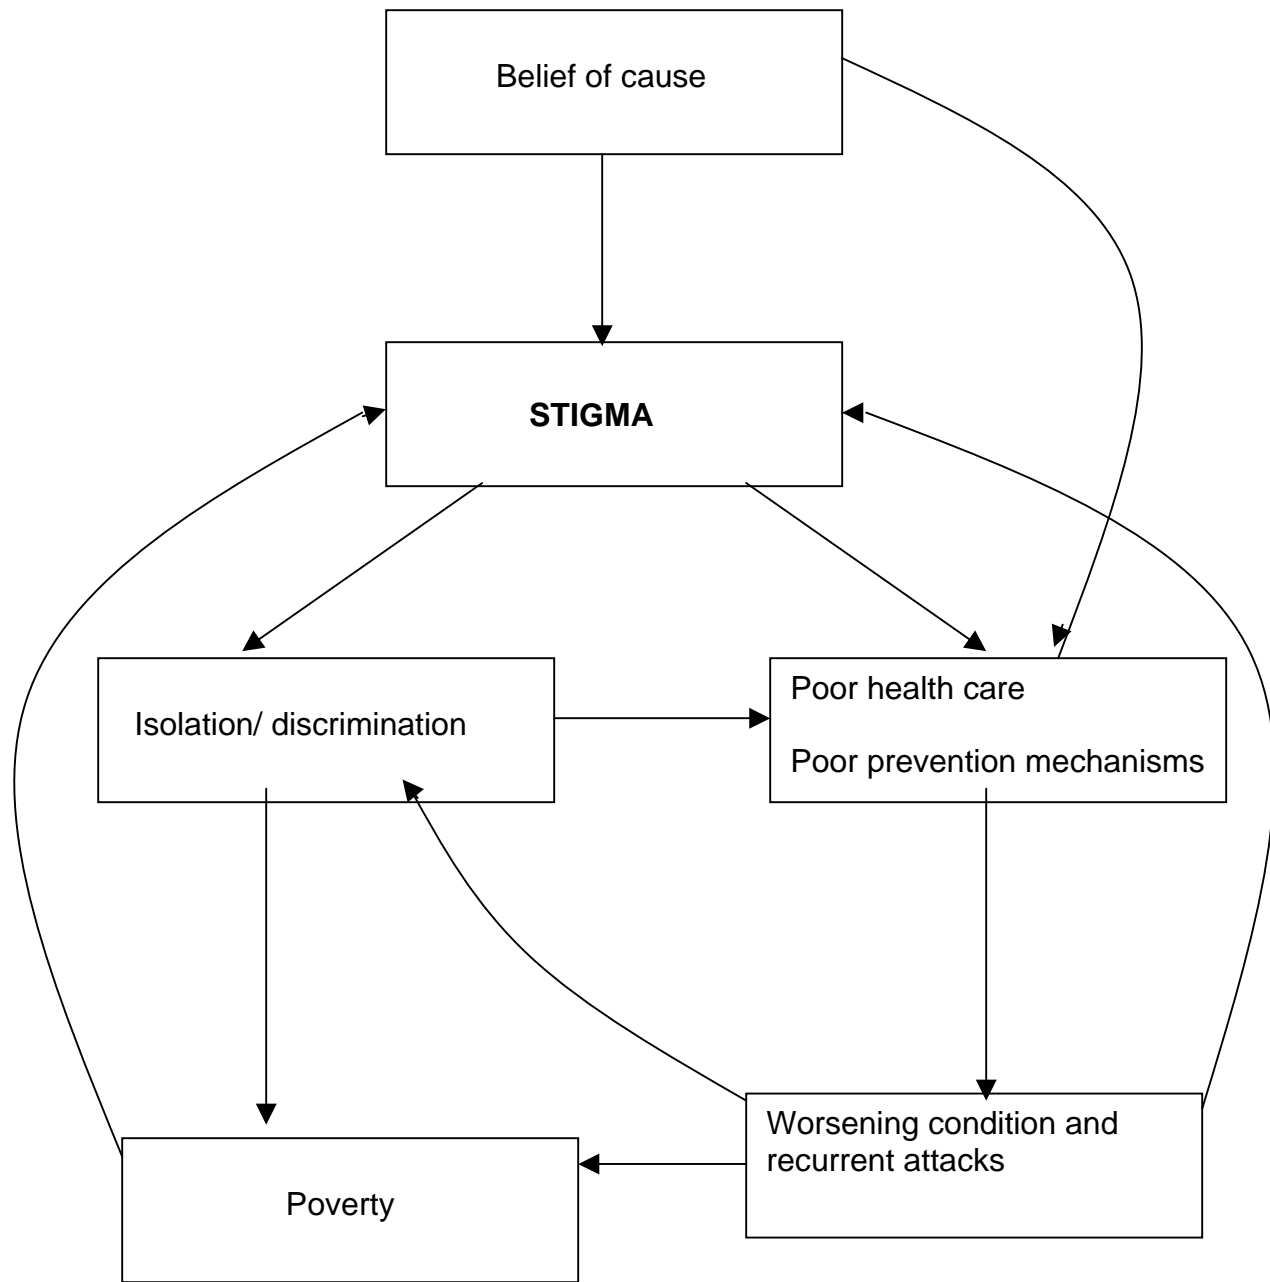 Belief of cause
STIGMA
Isolation/ discrimination
Poor health care
Poor prevention mechanisms
Worsening condition and
recurrent attacks
Poverty